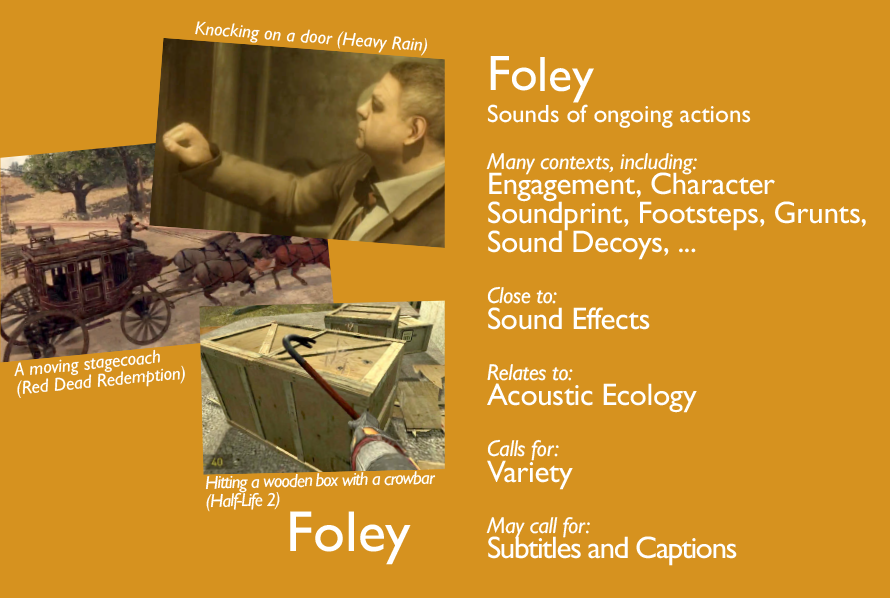 Knocking on a door (Heavy Rain)
A moving stagecoach
(Red Dead Redemption)
40
Hitting a wooden box with a crowbar
(Half-Life 2)
Foley
Foley
Sounds of ongoing actions
Many contexts, including:
Engagement, Character
Soundprint, Footsteps, Grunts,
Sound Decoys, ...
Close to:
Sound Effects
Relates to:
Acoustic Ecology
Calls for:
Variety
May call for:
Subtitles and Captions